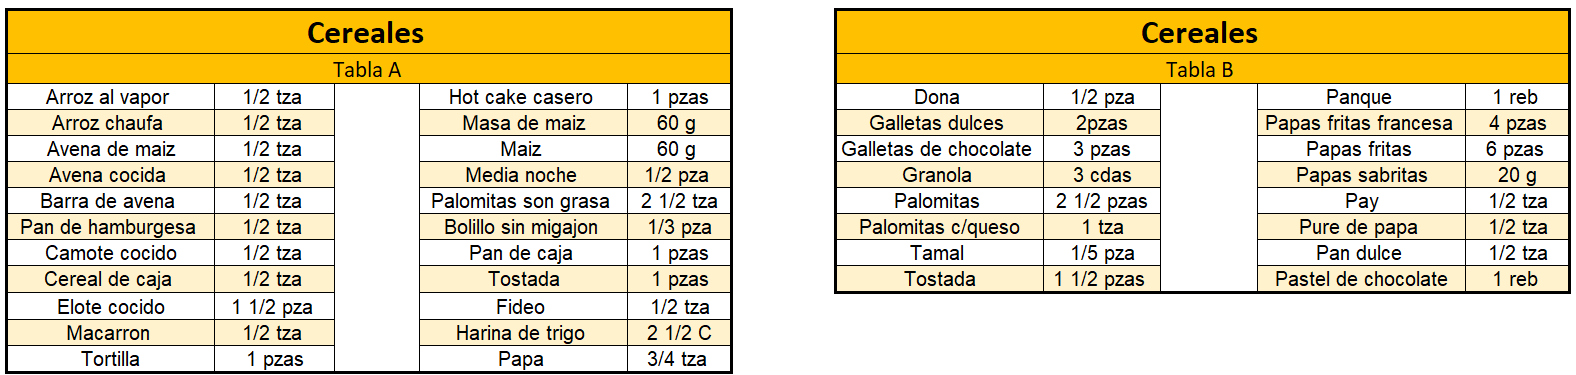 Cereales
Tabla A
Arroz al vapor 1/2 tza Hot cake casero 1 pzas
Arroz chaufa 1/2 tza Masa de maiz 60 g
Avena de maiz 1/2 tza Maiz 60 g
Avena cocida 1/2 tza Media noche 1/2 pza
Barra de avena 1/2 tza Palomitas son grasa 2 1/2 tza
Pan de hamburgesa 1/2 tza Bolillo sin migajon 1/3 pza
Camote cocido 1/2 tza Pan de caja 1 pzas
Cereal de caja 1/2 tza Tostada 1 pzas
Elote cocido 1 1/2 pza Fideo 1/2 tza
Macarron 1/2 tza Harina de trigo 2 1/2 C
Tortilla 1 pzas Papa 3/4 tza
Cereales
Tabla B
Dona 1/2 pza Panque 1 reb
Galletas dulces 2pzas Papas fritas francesa 4 pzas
Galletas de chocolate 3 pzas Papas fritas 6 pzas
Granola 3 cdas Papas sabritas 20 g
Palomitas 2 1/2 pzas Pay 1/2 tza
Palomitas c/queso 1 tza Pure de papa 1/2 tza
Tamal 1/5 pza Pan dulce 1/2 tza
Tostada 1 1/2 pzas Pastel de chocolate 1 reb